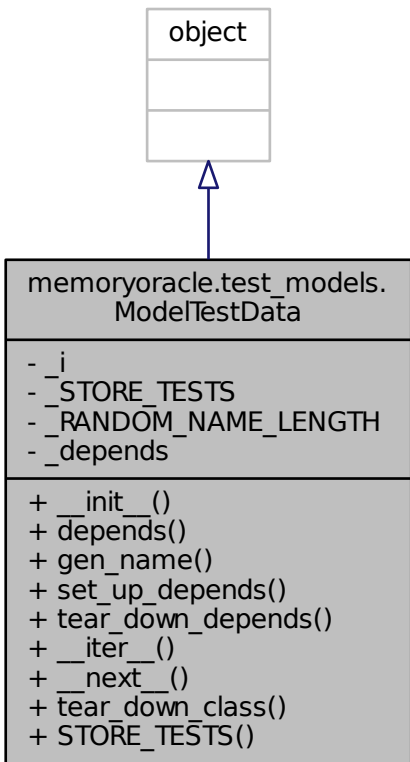 object
memoryoracle.test_models.
ModelTestData
- _i
- _STORE_TESTS
- _RANDOM_NAME_LENGTH
- _depends
+ __init__()
+ depends()
+ gen_name()
+ set_up_depends()
+ tear_down_depends()
+ __iter__()
+ __next__()
+ tear_down_class()
+ STORE_TESTS()